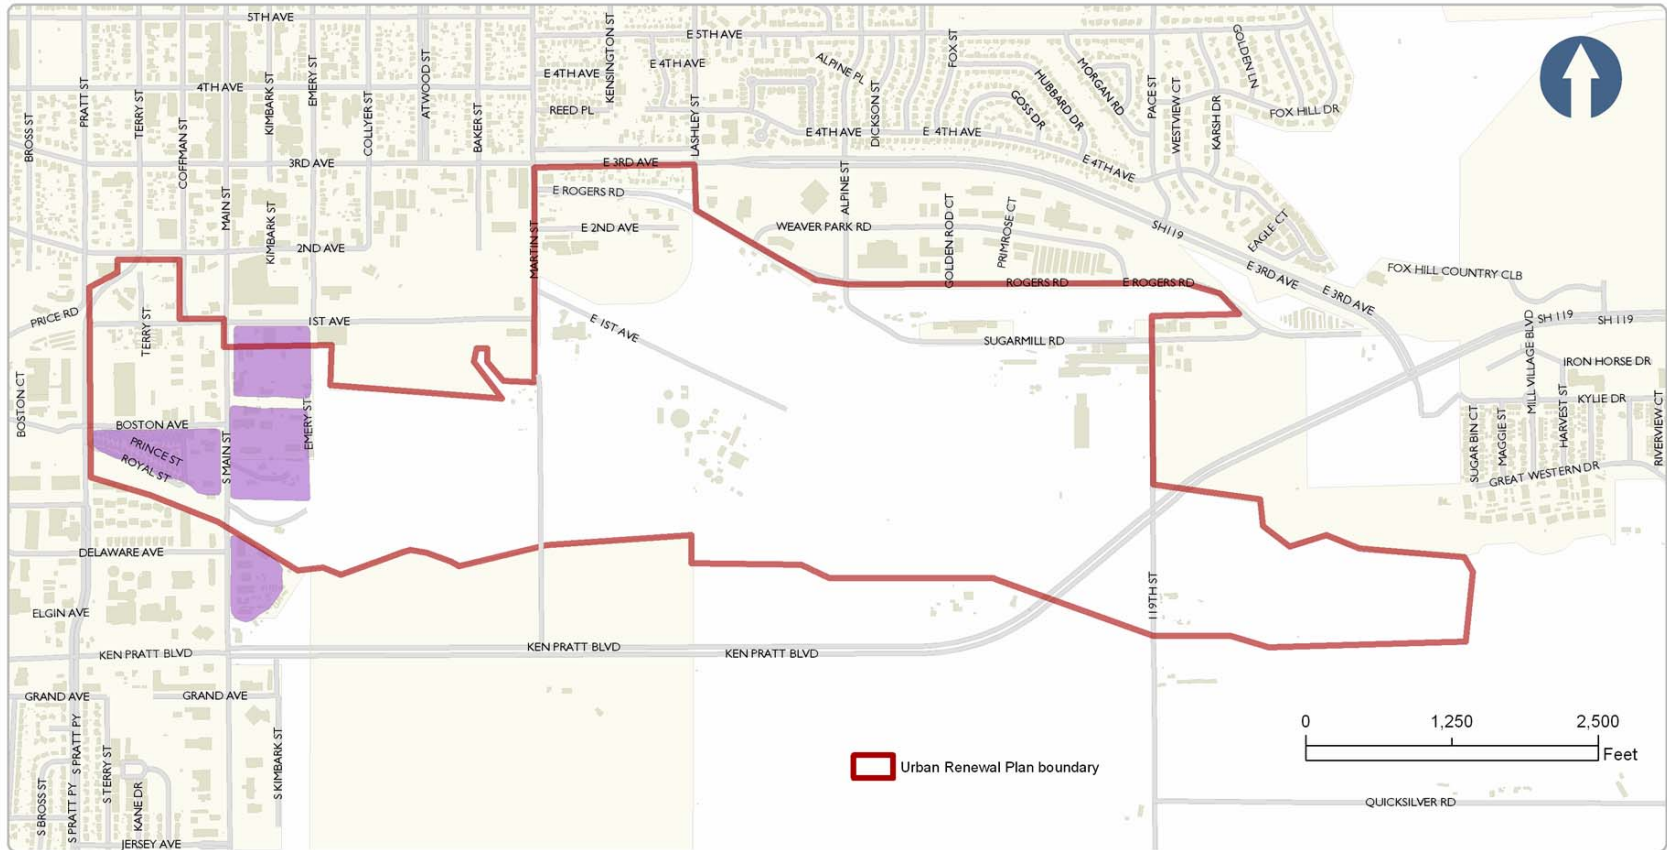 5TH AVE
E 5TH AVE
4TH AVE
E 4TH AVE
E 4TH AVE
REED PL
KENSINGTON ST
BROSS ST
PRATT ST
TERRY ST
COFFMAN ST
MAIN ST
KIMBARK ST
EMERY ST
COLLYER ST
ATWOOD ST
BAKER ST
LASHLEY ST
ALPINE PL
DICKSON ST
FOX ST
E 4TH AVE
E 4TH AVE
GOSS DR
HUBBARD DR
MORGAN RD
E 4TH AVE
PACE ST
WESTVIEW CT
KARSH DR
GOLDEN LN
FOX HILL DR
3RD AVE
E 3RD AVE
E ROGERS RD
E 2ND AVE
MARTIN ST
KIMBARK ST
2ND AVE
ALPINE ST
WEAVER PARK RD
GOLDEN ROD CT
PRIMROSE CT
SH119
EAGLE CT
E 3RD AVE
E 3RD AVE
FOX HILL COUNTRY CLB
ROGERS RD
E ROGERS RD
PRICE RD
TERRY ST
1ST AVE
E 1ST AVE
SUGARMILL RD
SH 119
SH 119
MILL VILLAGE BLVD
IRON HORSE DR
KYLIE DR
HARVEST ST
MAGGIE ST
SUGAR BIN CT
RIVERVIEW CT
GREAT WESTERN DR
BOSTON CT
BOSTON AVE
PRINCE ST
ROYAL ST
S MAIN ST
EMERY ST
DELAWARE AVE
ELGIN AVE
119TH ST
KEN PRATT BLVD
KEN PRATT BLVD
KEN PRATT BLVD
GRAND AVE
GRAND AVE
S PRATT PY
S PRATT PY
S TERRY ST
S BROSS ST
KANE DR
S KIMBARK ST
JERSEY AVE
0 1,250 2,500
Feet
Urban Renewal Plan boundary
QUICKSILVER RD